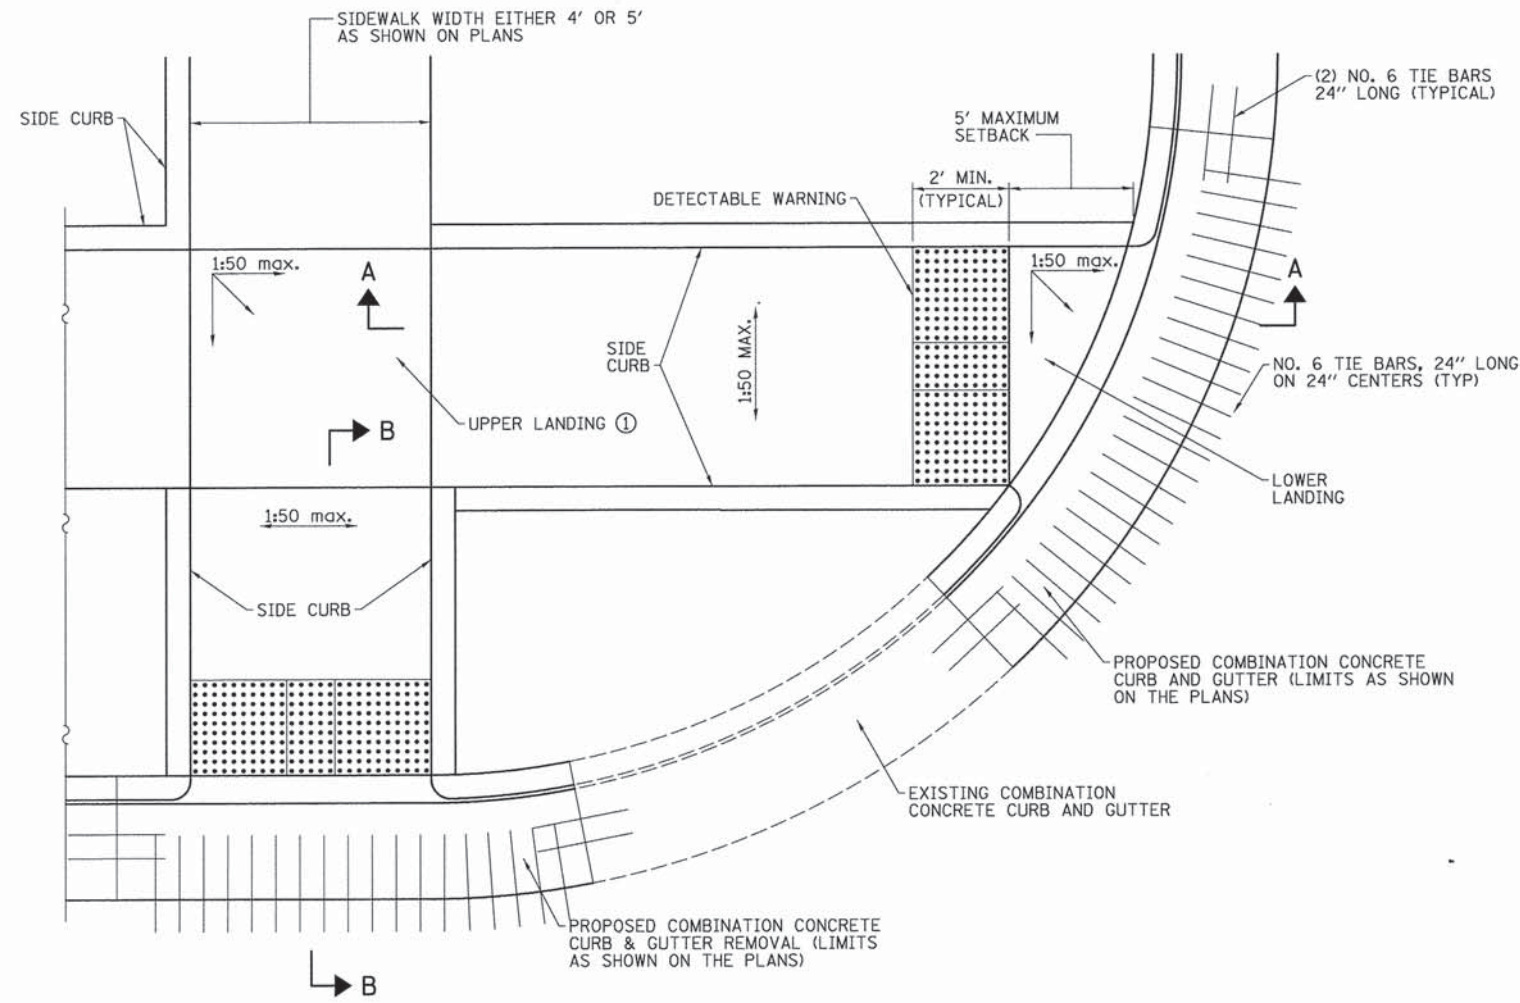 SIDEWALK WIDTH EITHER 4' OR 5'
AS SHOWN ON PLANS
(2) NO. 6 TIE BARS
24" LONG (TYPICAL)
SIDE CURB
5' MAXIMUM
SETBACK
2' MIN.
(TYPICAL)
DETECTABLE WARNING
1:50 max.
A
1:50 max.
A
SIDE
CURB
1:50 MAX.
NO. 6 TIE BARS, 24" LONG
ON 24" CENTERS (TYP)
B
UPPER LANDING ①
LOWER
LANDING
1:50 max.
SIDE CURB
PROPOSED COMBINATION CONCRETE
CURB AND GUTTER (LIMITS AS SHOWN
ON THE PLANS)
EXISTING COMBINATION
CONCRETE CURB AND GUTTER
PROPOSED COMBINATION CONCRETE
CURB & GUTTER REMOVAL (LIMITS
AS SHOWN ON THE PLANS)
B